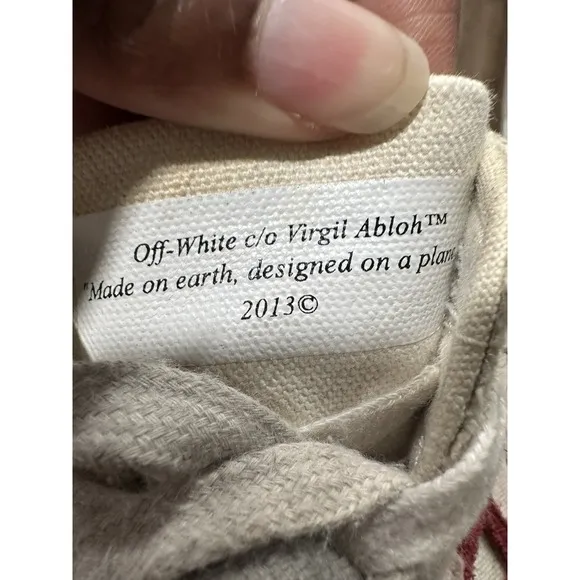 Off-White c/o Virgil Abloh™
"Made on earth, designed on a
2013©